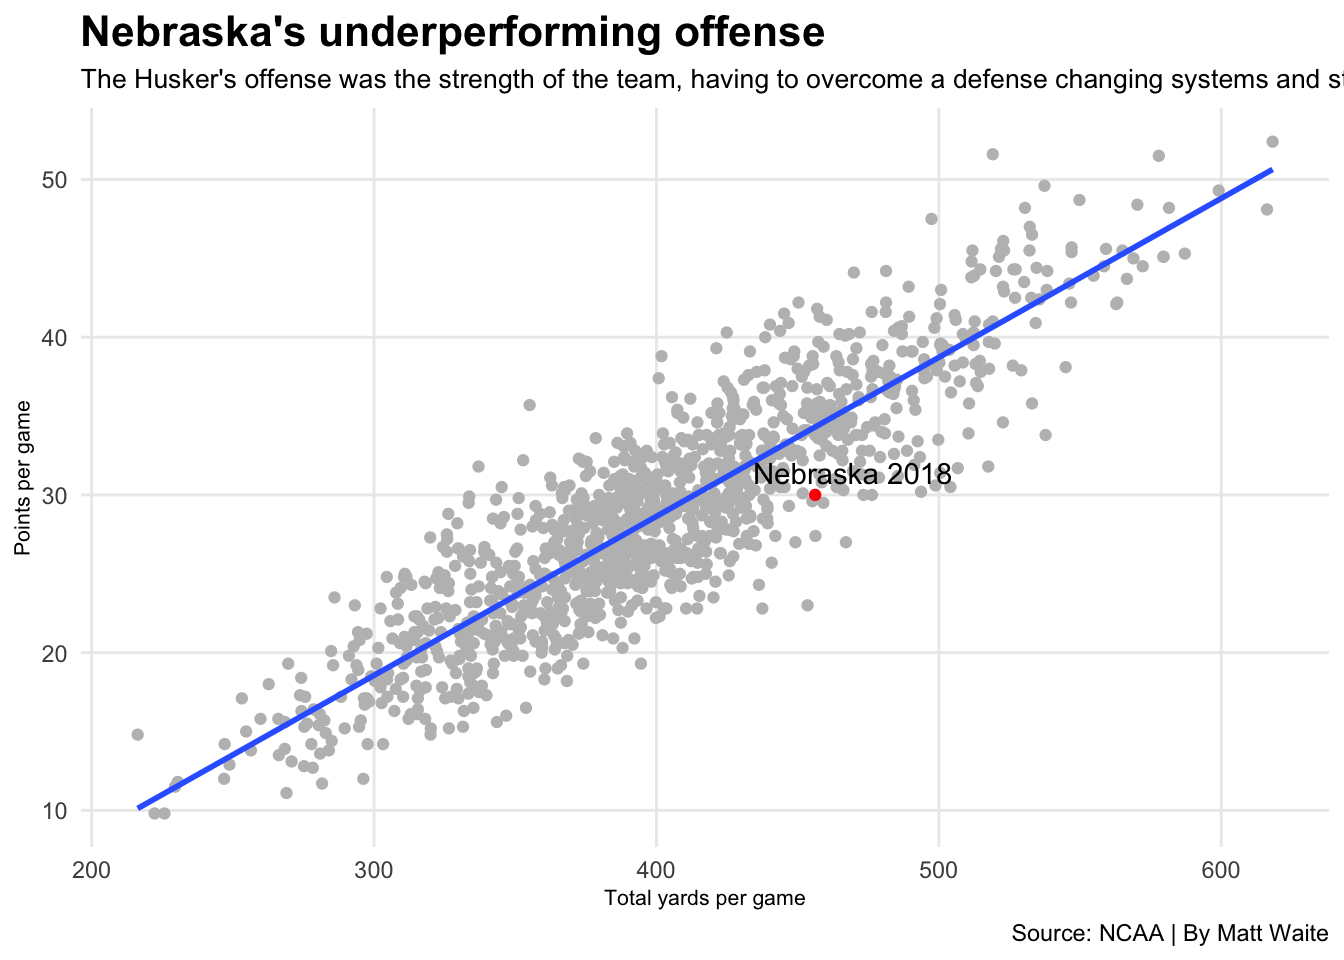 Nebraska's underperforming offense
The Husker's offense was the strength of the team, having to overcome a defense changing systems and
50
40
30
20
10
Points per game
Nebraska 2018
200 300 400 500 600
Total yards per game
Source: NCAA | By Matt Waite